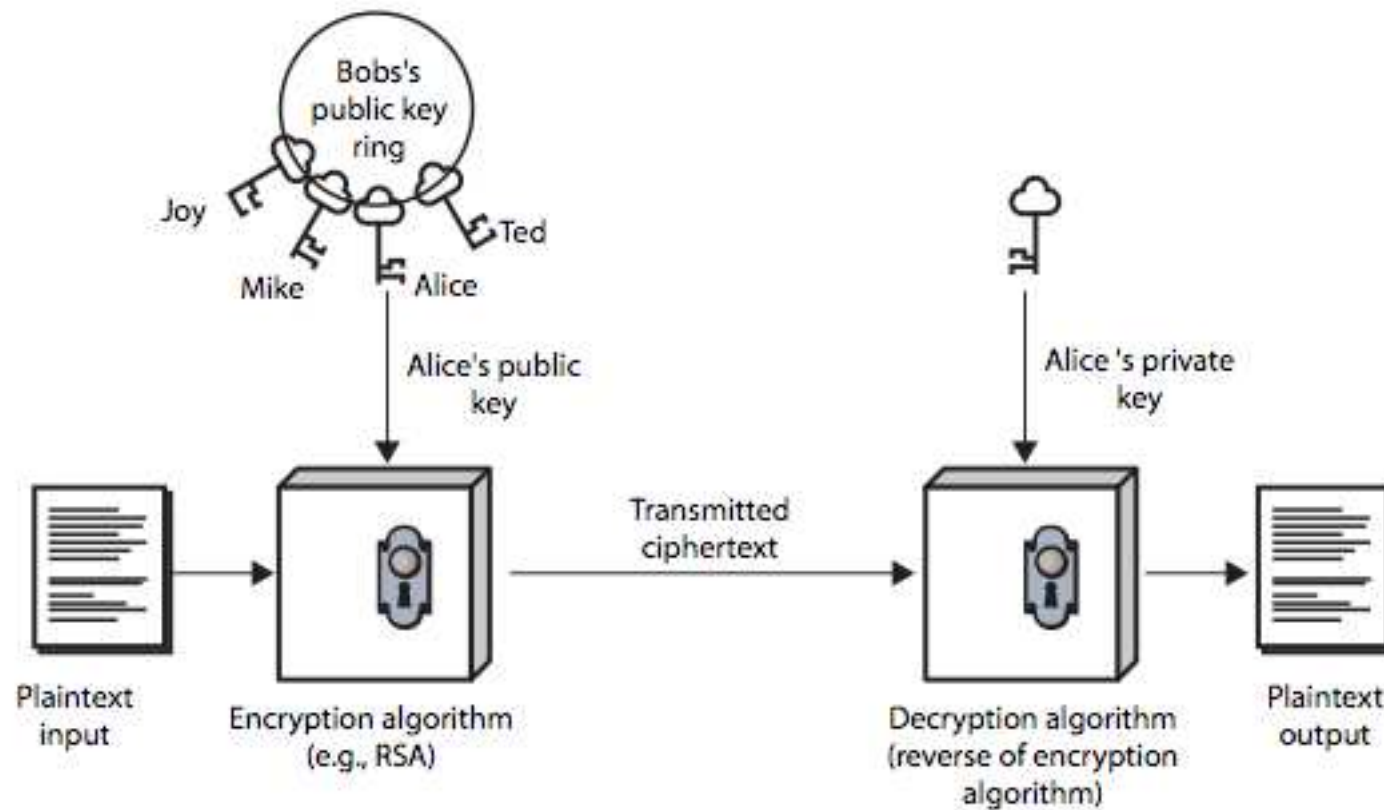 Bobs's
public key
ring
Joy
Mike
Alice
Ted
Alice's public
key
Alice 's private
key
Transmitted
ciphertext
Plaintext
input
Encryption algorithm
(e.g., RSA)
Decryption algorithm
(reverse of encryption
algorithm)
Plaintext
output